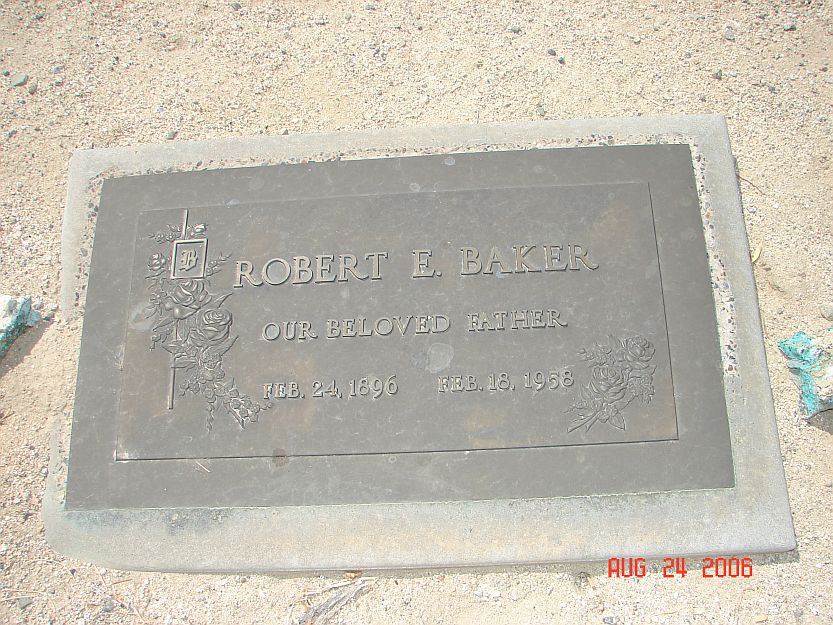 B
ROBERT E. BAKER
OUR BELOVED FATHER
FEB. 24, 1896 FEB. 18, 1958
AUG 24 2006